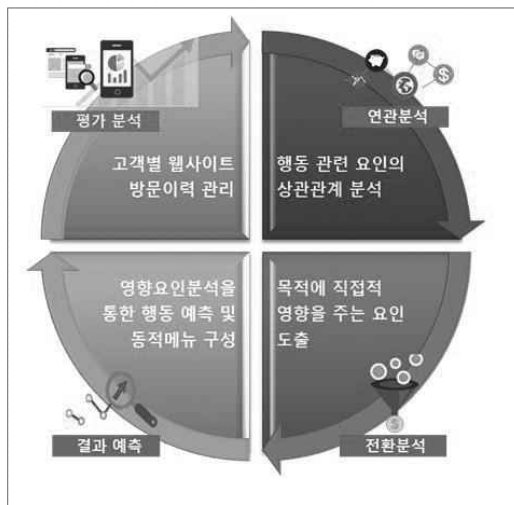 평가 분석
연관분석
고객별 웹사이트
방문이력 관리
행동 관련 요인의
상관관계 분석
영향요인분석을
통한 행동 예측 및
동적메뉴 구성
목적에 직접적
영향을 주는 요인
도출
결과 예측
전환분석